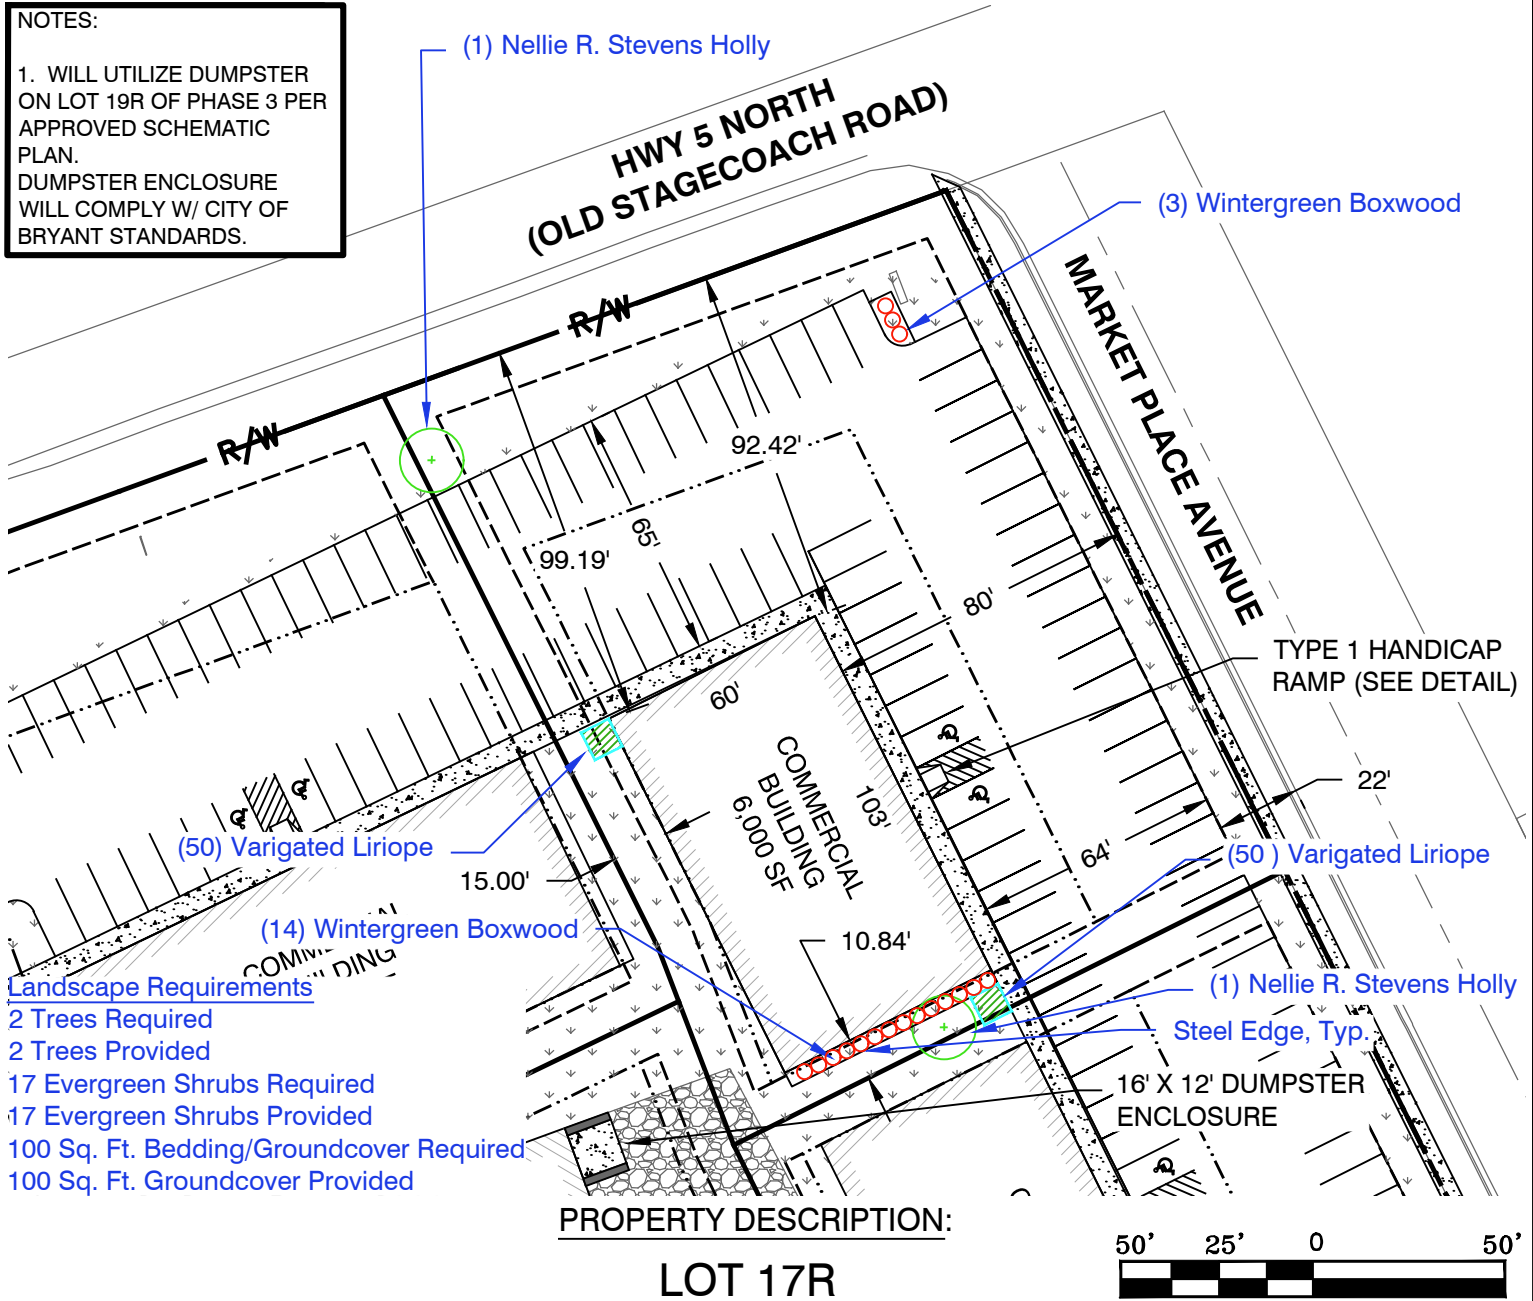 NOTES:
1. WILL UTILIZE DUMPSTER
ON LOT 19R OF PHASE 3 PER
APPROVED SCHEMATIC
PLAN.
DUMPSTER ENCLOSURE
WILL COMPLY W/ CITY OF
BRYANT STANDARDS.
(1) Nellie R. Stevens Holly
HWY 5 NORTH
(OLD STAGECOACH ROAD)
(3) Wintergreen Boxwood
MARKET PLACE AVENUE
R/W
R/W
92.42'
99.19'
65'
80'
TYPE 1 HANDICAP
RAMP (SEE DETAIL)
60'
COMMERCIAL
BUILDING
6,000 SF
103'
22'
64'
(50) Varigated Liriope
(50 ) Varigated Liriope
15.00'
(14) Wintergreen Boxwood
10.84'
(1) Nellie R. Stevens Holly
Steel Edge, Typ.
16' X 12' DUMPSTER
ENCLOSURE
Landscape Requirements
2 Trees Required
2 Trees Provided
17 Evergreen Shrubs Required
17 Evergreen Shrubs Provided
100 Sq. Ft. Bedding/Groundcover Required
100 Sq. Ft. Groundcover Provided
PROPERTY DESCRIPTION:
LOT 17R
50' 25' 0 50'